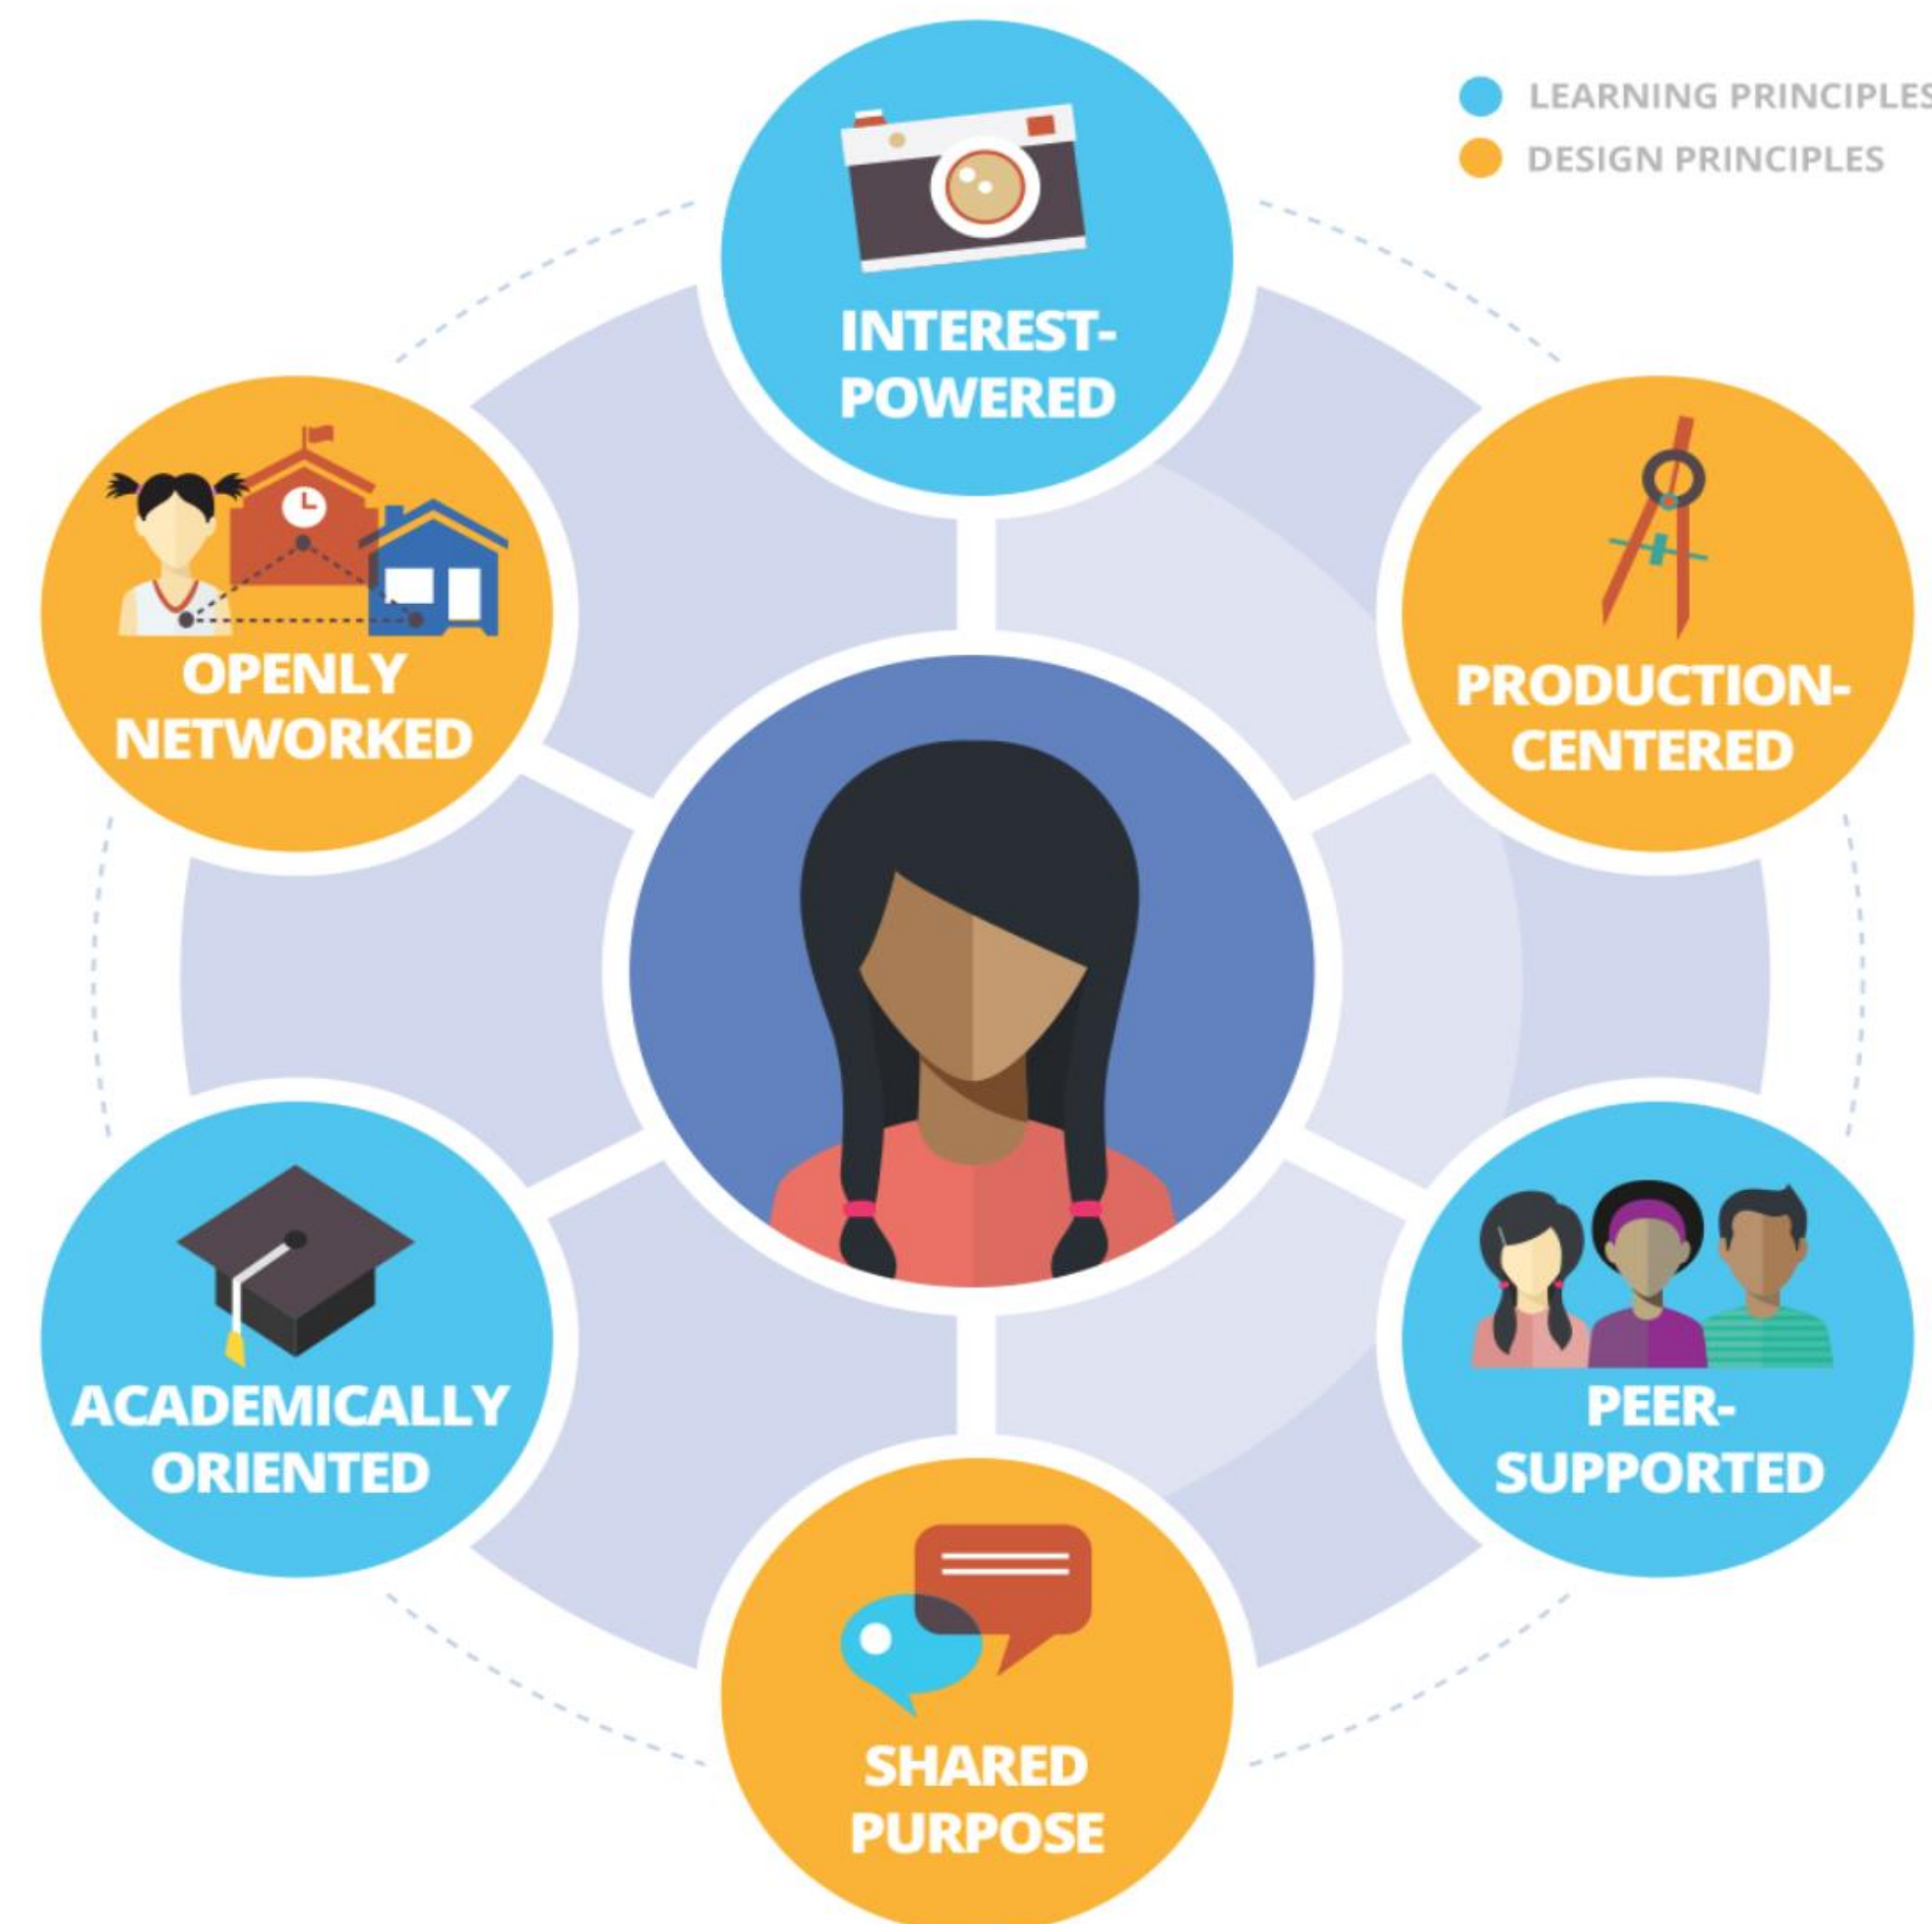 LEARNING PRINCIPLES
DESIGN PRINCIPLES
INTEREST-
POWERED
OPENLY
NETWORKED
PRODUCTION-
CENTERED
ACADEMICALLY
ORIENTED
PEER-
SUPPORTED
SHARED
PURPOSE